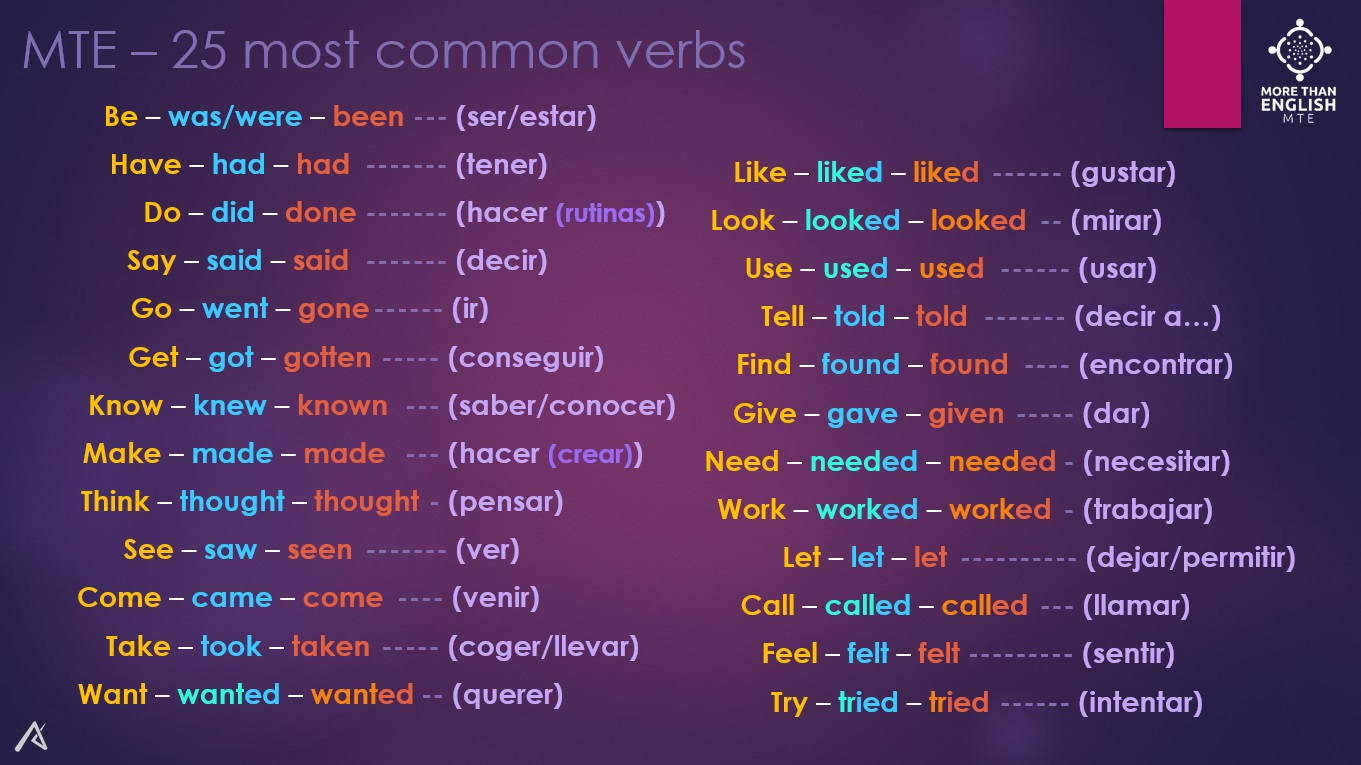 MTE – 25 most common verbs
MORE THAN
ENGLISH
MTE
Be – was/were – been --- (ser/estar)
Have – had – had ------- (tener)
Do – did – done ------- (hacer (rutinas))
Say – said – said ------- (decir)
Go – went – gone ------ (ir)
Get – got – gotten ----- (conseguir)
Know – knew – known --- (saber/conocer)
Make – made – made --- (hacer (crear))
Think – thought – thought - (pensar)
See – saw – seen ------- (ver)
Come – came – come ---- (venir)
Take – took – taken ----- (coger/llevar)
Want – wanted – wanted -- (querer)
Like – liked – liked ------ (gustar)
Look – looked – looked -- (mirar)
Use – used – used ------ (usar)
Tell – told – told ------- (decir a…)
Find – found – found ---- (encontrar)
Give – gave – given ----- (dar)
Need – needed – needed - (necesitar)
Work – worked – worked - (trabajar)
Let – let – let ---------- (dejar/permitir)
Call – called – called --- (llamar)
Feel – felt – felt --------- (sentir)
Try – tried – tried ------ (intentar)